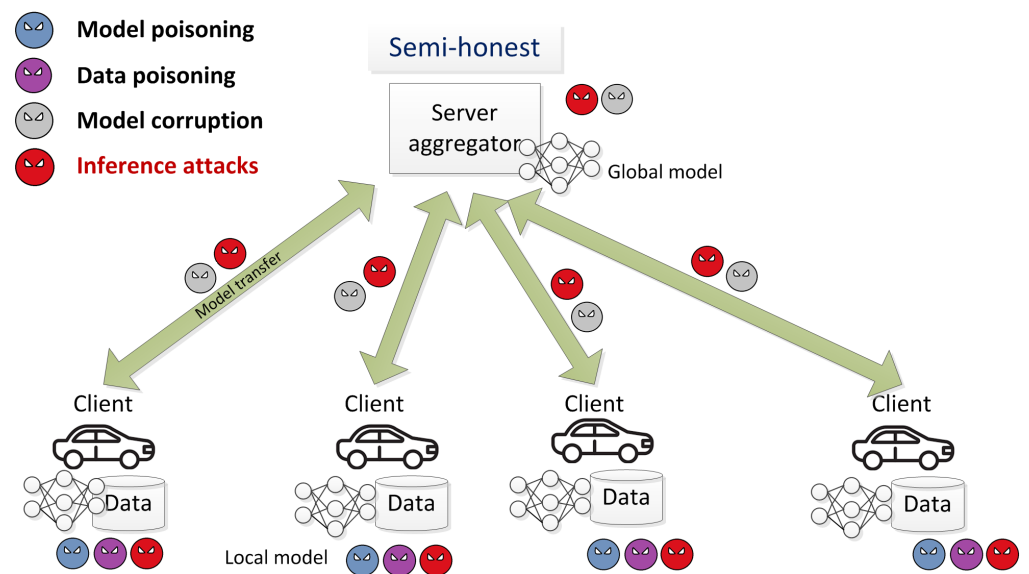 Model poisoning
Data poisoning
Model corruption
Inference attacks
Semi-honest
Server
aggregator
Global model
Model transfer
Client
Client
Client
Client
Data
Data
Data
Data
Local model